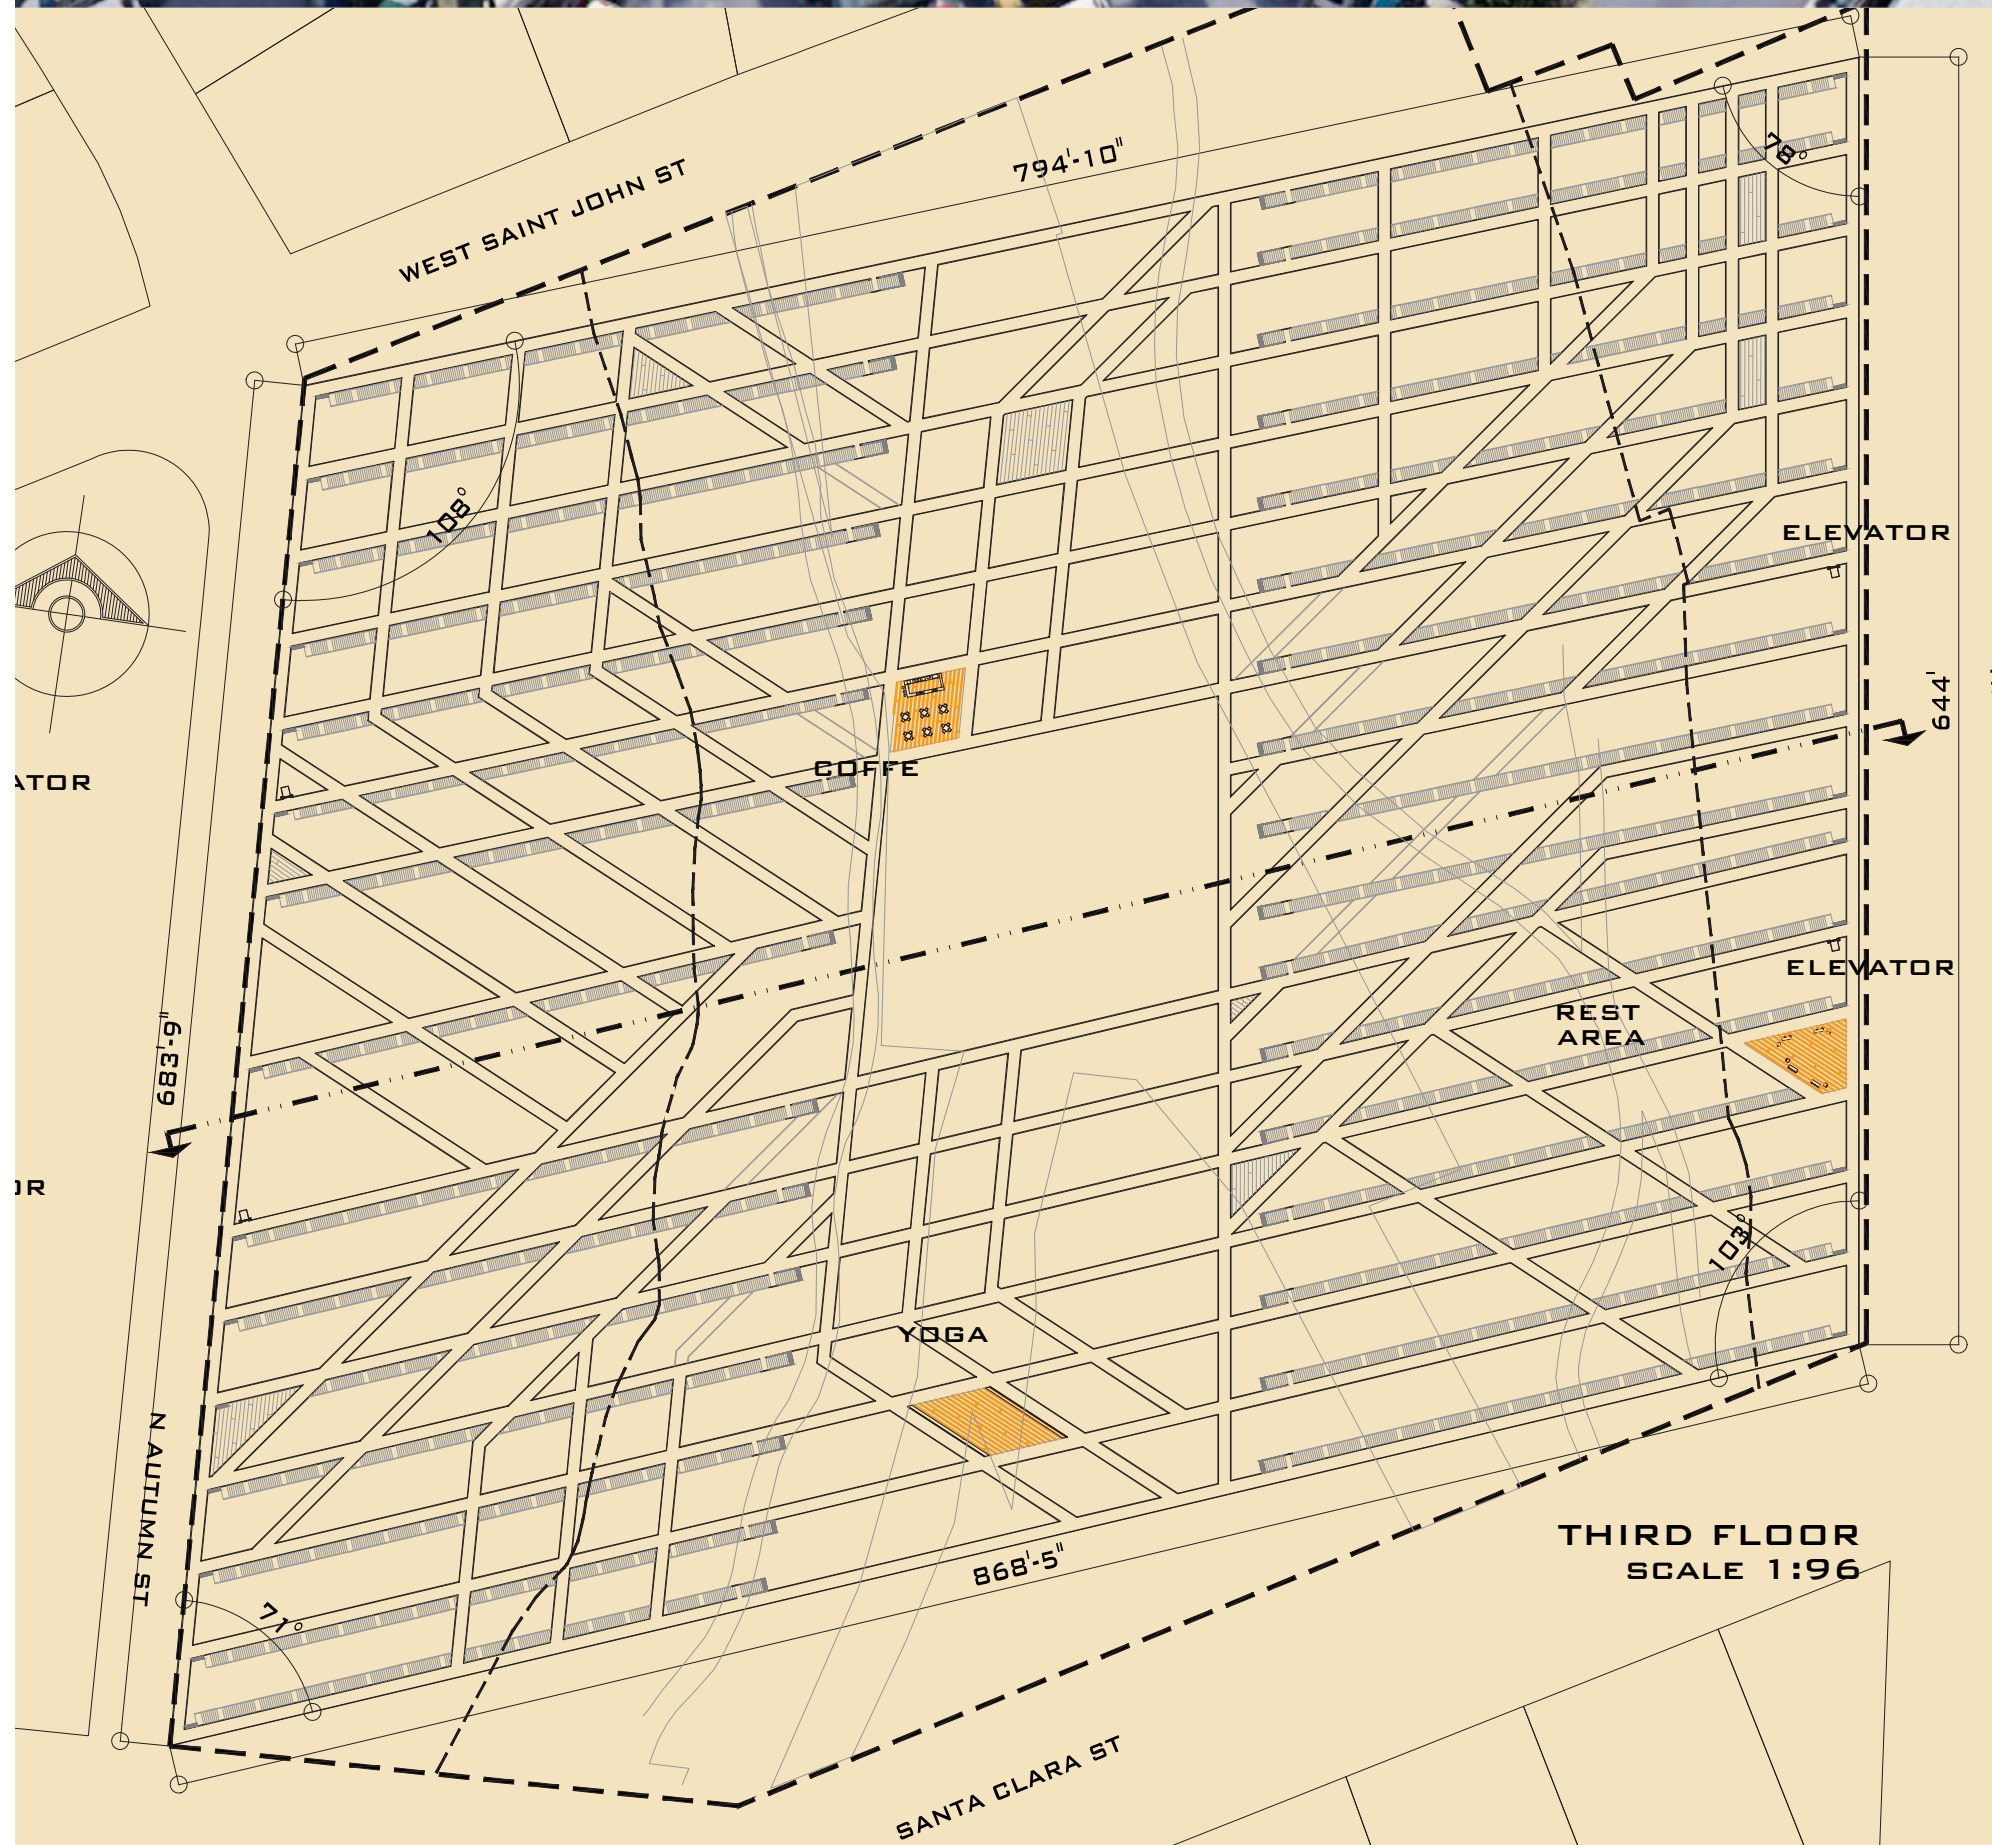 WEST SAINT JOHN ST
794'-10"
78°
108°
ELEVATOR
644'
COFFE
ATOR
ELEVATOR
REST
AREA
683'-9"
OR
103°
YOGA
N AUTUMN ST
THIRD FLOOR
SCALE 1:96
868'-5"
71°
SANTA CLARA ST